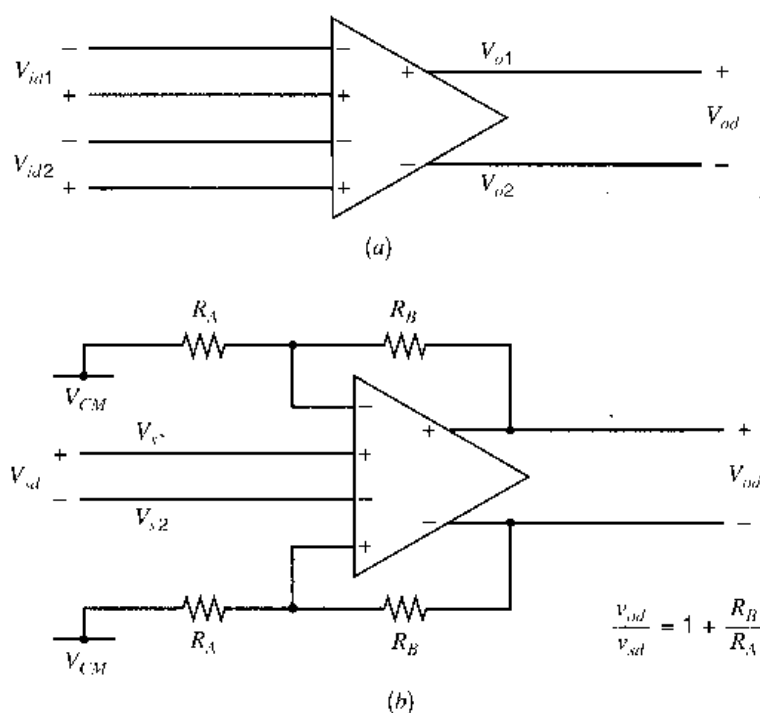 − −
V_id1
+ +
− −
V_id2
+ +
+ V_o1 +
V_od
− V_o2 −
(a)
R_A R_B
V_CM
− +
+ V_s +
V_sd V_od
− V_s2 −
+ −
V_CM R_A R_B
v_od / v_sd = 1 + R_B / R_A
(b)